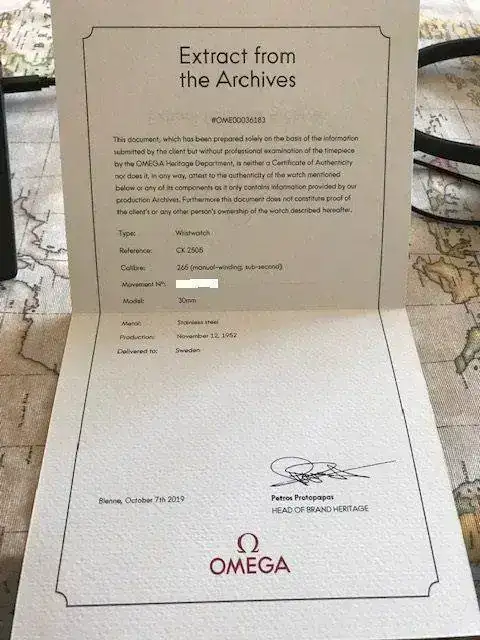 Extract from
the Archives
#OME00036183
This document, which has been prepared solely on the basis of the information
submitted by the client but without professional examination of the timepiece
by the OMEGA Heritage Department, is neither a Certificate of Authenticity
nor does it, in any way, attest to the authenticity of the watch mentioned
below or any of its components as it only contains information provided by our
production Archives. Furthermore this document does not constitute proof of
the client's or any other person's ownership of the watch described hereafter.
Type: Wristwatch
Reference: CK 2505
Calibre: 265 (manual-winding; sub-second)
Movement N°:
Model: 30mm
Metal: Stainless steel
Production: November 12, 1952
Delivered to: Sweden
Bienne, October 7th 2019
Petros Protopapas
HEAD OF BRAND HERITAGE
Ω
OMEGA